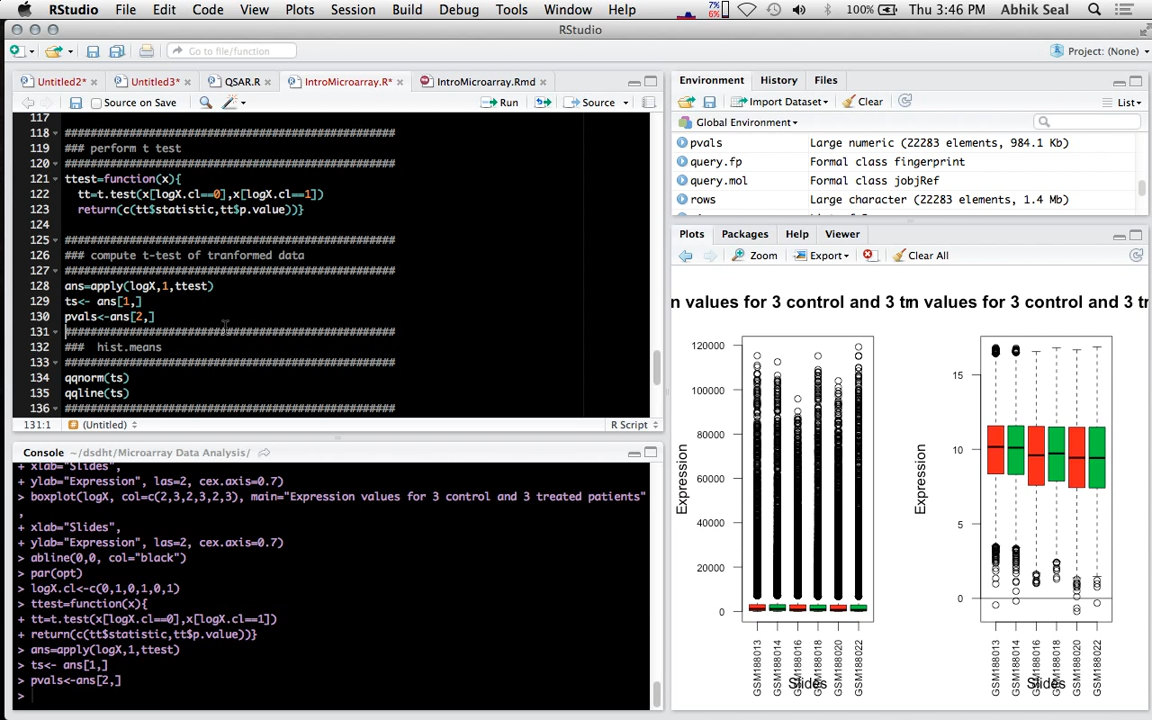 RStudio File Edit Code View Plots Session Build Debug Tools Window Help 7% 6% 100% Thu 3:46 PM Abhik Seal
RStudio
Go to file/function Project: (None)
Untitled2* Untitled3* QSAR.R IntroMicroarray.R* IntroMicroarray.Rmd
Source on Save Run Source
117
118 ################################################
119 ### perform t test
120 ################################################
121 ttest=function(x){
122 tt=t.test(x[logX.cl==0],x[logX.cl==1])
123 return(c(tt$statistic,tt$p.value))}
124
125 ################################################
126 ### compute t-test of tranformed data
127 ################################################
128 ans=apply(logX,1,ttest)
129 ts<- ans[1,]
130 pvals<-ans[2,]
131 ################################################
132 ### hist.means
133 ################################################
134 qqnorm(ts)
135 qqline(ts)
136 ################################################
131:1 (Untitled) R Script
Console ~/dsdht/Microarray Data Analysis/
+ xlab="Slides",
+ ylab="Expression", las=2, cex.axis=0.7)
> boxplot(logX, col=c(2,3,2,3,2,3), main="Expression values for 3 control and 3 treated patients"
,
+ xlab="Slides",
+ ylab="Expression", las=2, cex.axis=0.7)
> abline(0,0, col="black")
> par(opt)
> logX.cl<-c(0,1,0,1,0,1)
> ttest=function(x){
+ tt=t.test(x[logX.cl==0],x[logX.cl==1])
+ return(c(tt$statistic,tt$p.value))}
> ans=apply(logX,1,ttest)
> ts<- ans[1,]
> pvals<-ans[2,]
>
Environment History Files
Import Dataset Clear List
Global Environment
pvals Large numeric (22283 elements, 984.1 Kb)
query.fp Formal class fingerprint
query.mol Formal class jobjRef
rows Large character (22283 elements, 1.4 Mb)
Plots Packages Help Viewer
Zoom Export Clear All
n values for 3 control and 3 tm values for 3 control and 3 tr
120000
100000
80000
60000
40000
20000
0
Expression
GSM188013 GSM188014 GSM188016 GSM188018 GSM188020 GSM188022
Slides
15
10
5
0
Expression
GSM188013 GSM188014 GSM188016 GSM188018 GSM188020 GSM188022
Slides